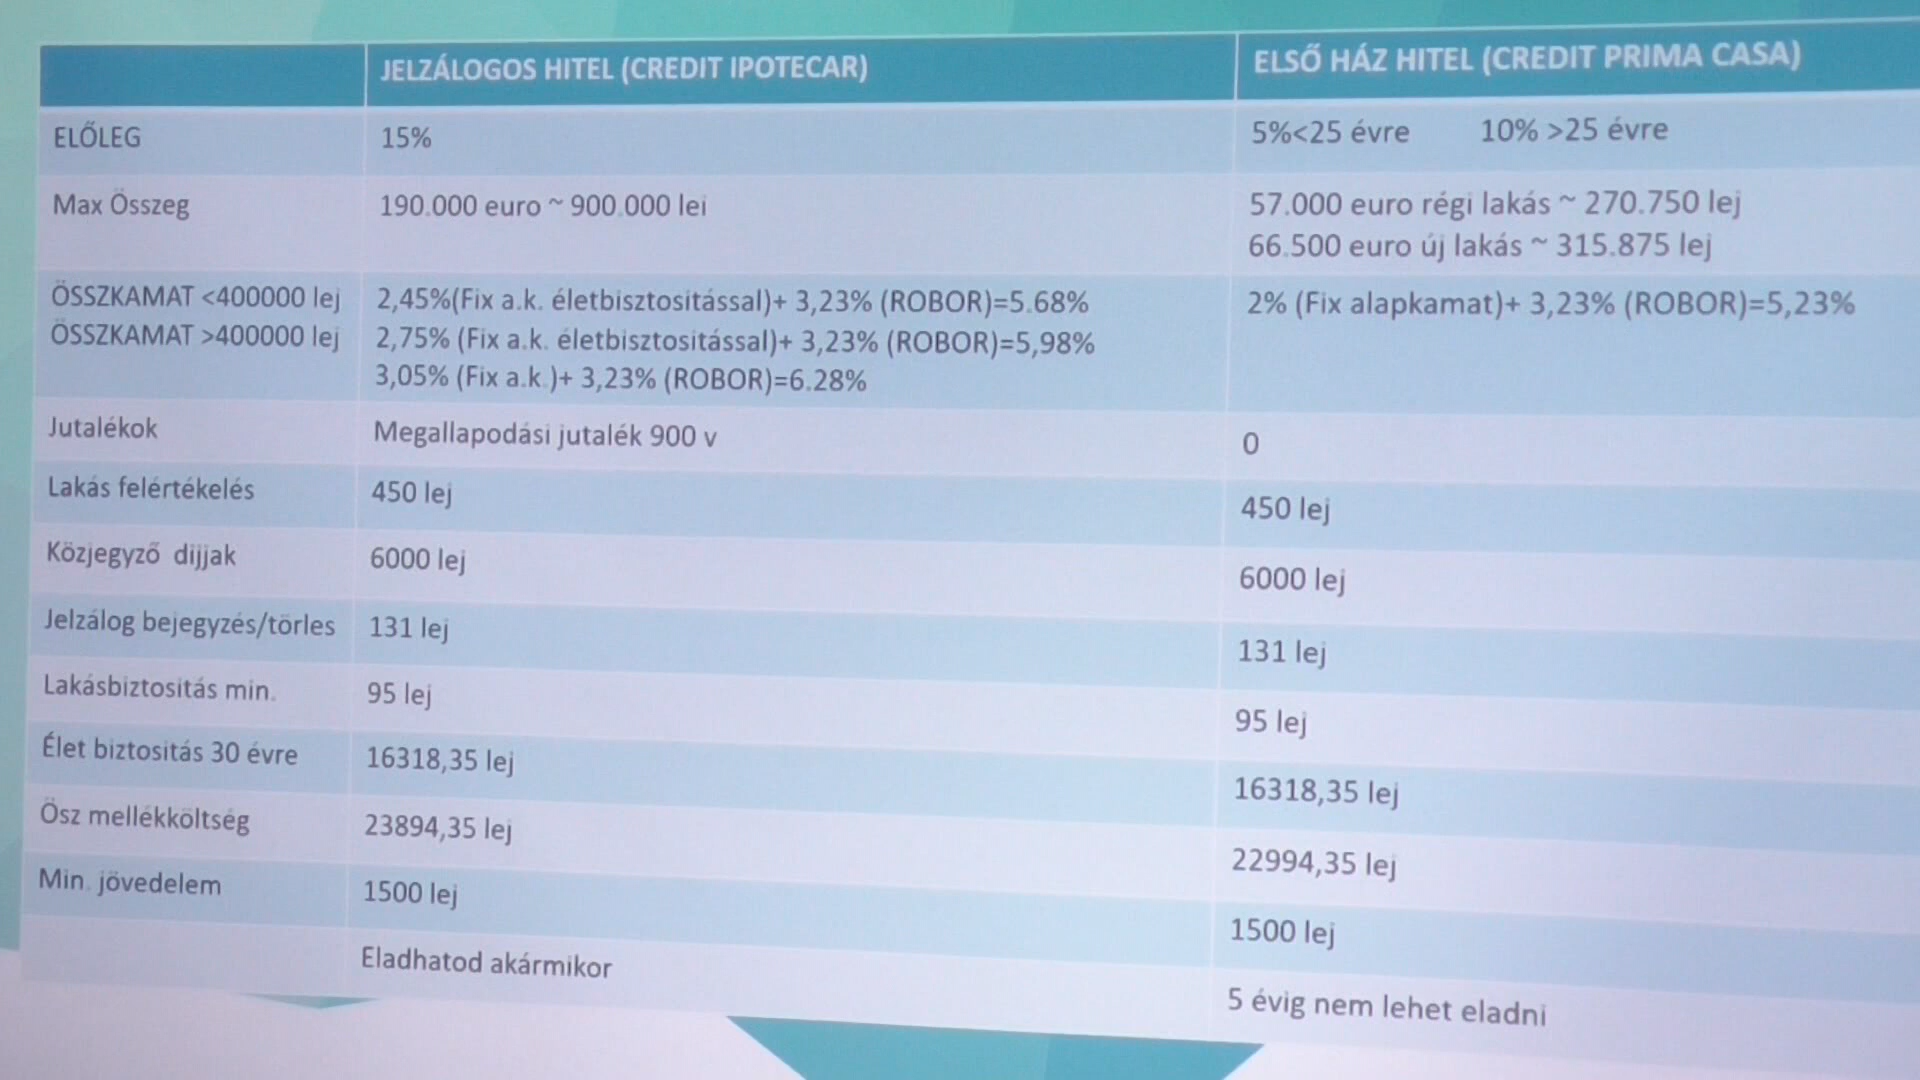 JELZÁLOGOS HITEL (CREDIT IPOTECAR)
ELSŐ HÁZ HITEL (CREDIT PRIMA CASA)
ELŐLEG
15%
5%<25 évre 10% >25 évre
Max Összeg
190.000 euro ~ 900.000 lei
57.000 euro régi lakás ~ 270.750 lej
66.500 euro új lakás ~ 315.875 lej
ÖSSZKAMAT <400000 lej
ÖSSZKAMAT >400000 lej
2,45%(Fix a.k. életbiztosítással)+ 3,23% (ROBOR)=5.68%
2,75% (Fix a.k. életbiztosítással)+ 3,23% (ROBOR)=5,98%
3,05% (Fix a.k.)+ 3,23% (ROBOR)=6.28%
2% (Fix alapkamat)+ 3,23% (ROBOR)=5,23%
Jutalékok
Megallapodási jutalék 900 v
0
Lakás felértékelés
450 lej
450 lej
Közjegyző dijjak
6000 lej
6000 lej
Jelzálog bejegyzés/törles
131 lej
131 lej
Lakásbiztositás min.
95 lej
95 lej
Élet biztositás 30 évre
16318,35 lej
16318,35 lej
Ösz mellékköltség
23894,35 lej
22994,35 lej
Min. jövedelem
1500 lej
1500 lej
Eladhatod akármikor
5 évig nem lehet eladni